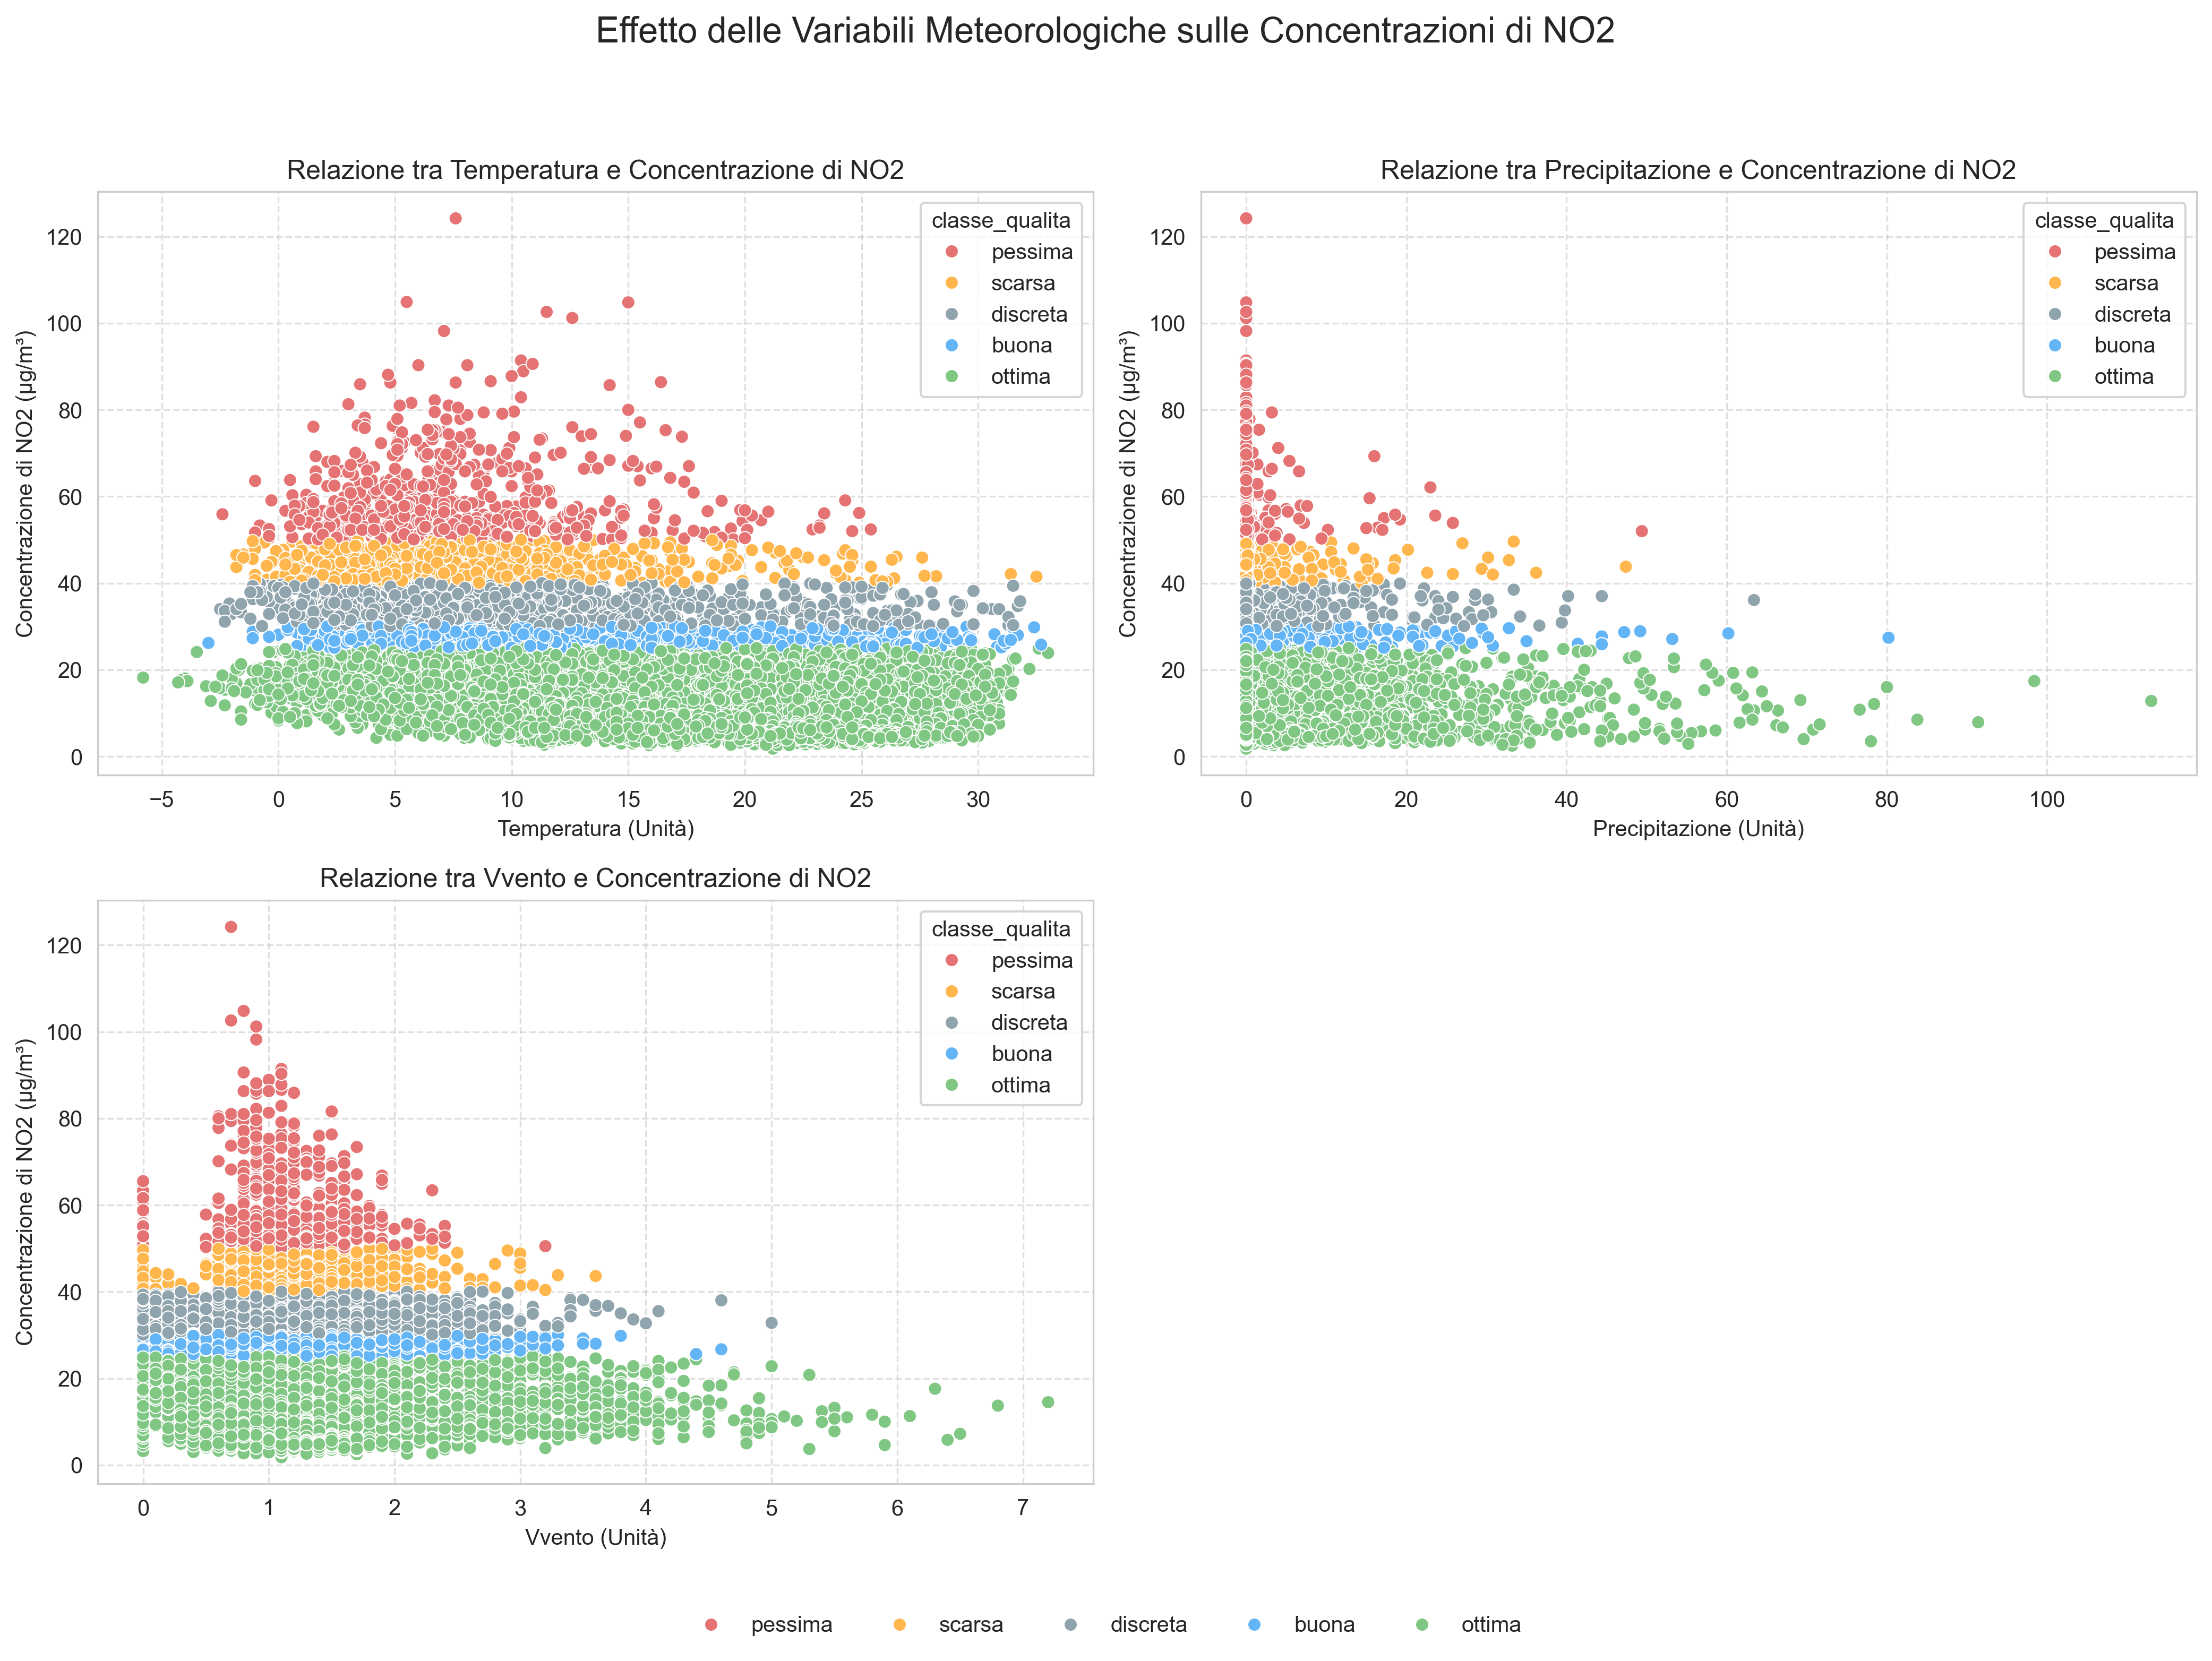 Effetto delle Variabili Meteorologiche sulle Concentrazioni di NO2
Relazione tra Temperatura e Concentrazione di NO2
Concentrazione di NO2 (µg/m³)
120
100
80
60
40
20
0
classe_qualita
pessima
scarsa
discreta
buona
ottima
−5 0 5 10 15 20 25 30
Temperatura (Unità)
Relazione tra Precipitazione e Concentrazione di NO2
Concentrazione di NO2 (µg/m³)
120
100
80
60
40
20
0
classe_qualita
pessima
scarsa
discreta
buona
ottima
0 20 40 60 80 100
Precipitazione (Unità)
Relazione tra Vvento e Concentrazione di NO2
Concentrazione di NO2 (µg/m³)
120
100
80
60
40
20
0
classe_qualita
pessima
scarsa
discreta
buona
ottima
0 1 2 3 4 5 6 7
Vvento (Unità)
pessima scarsa discreta buona ottima